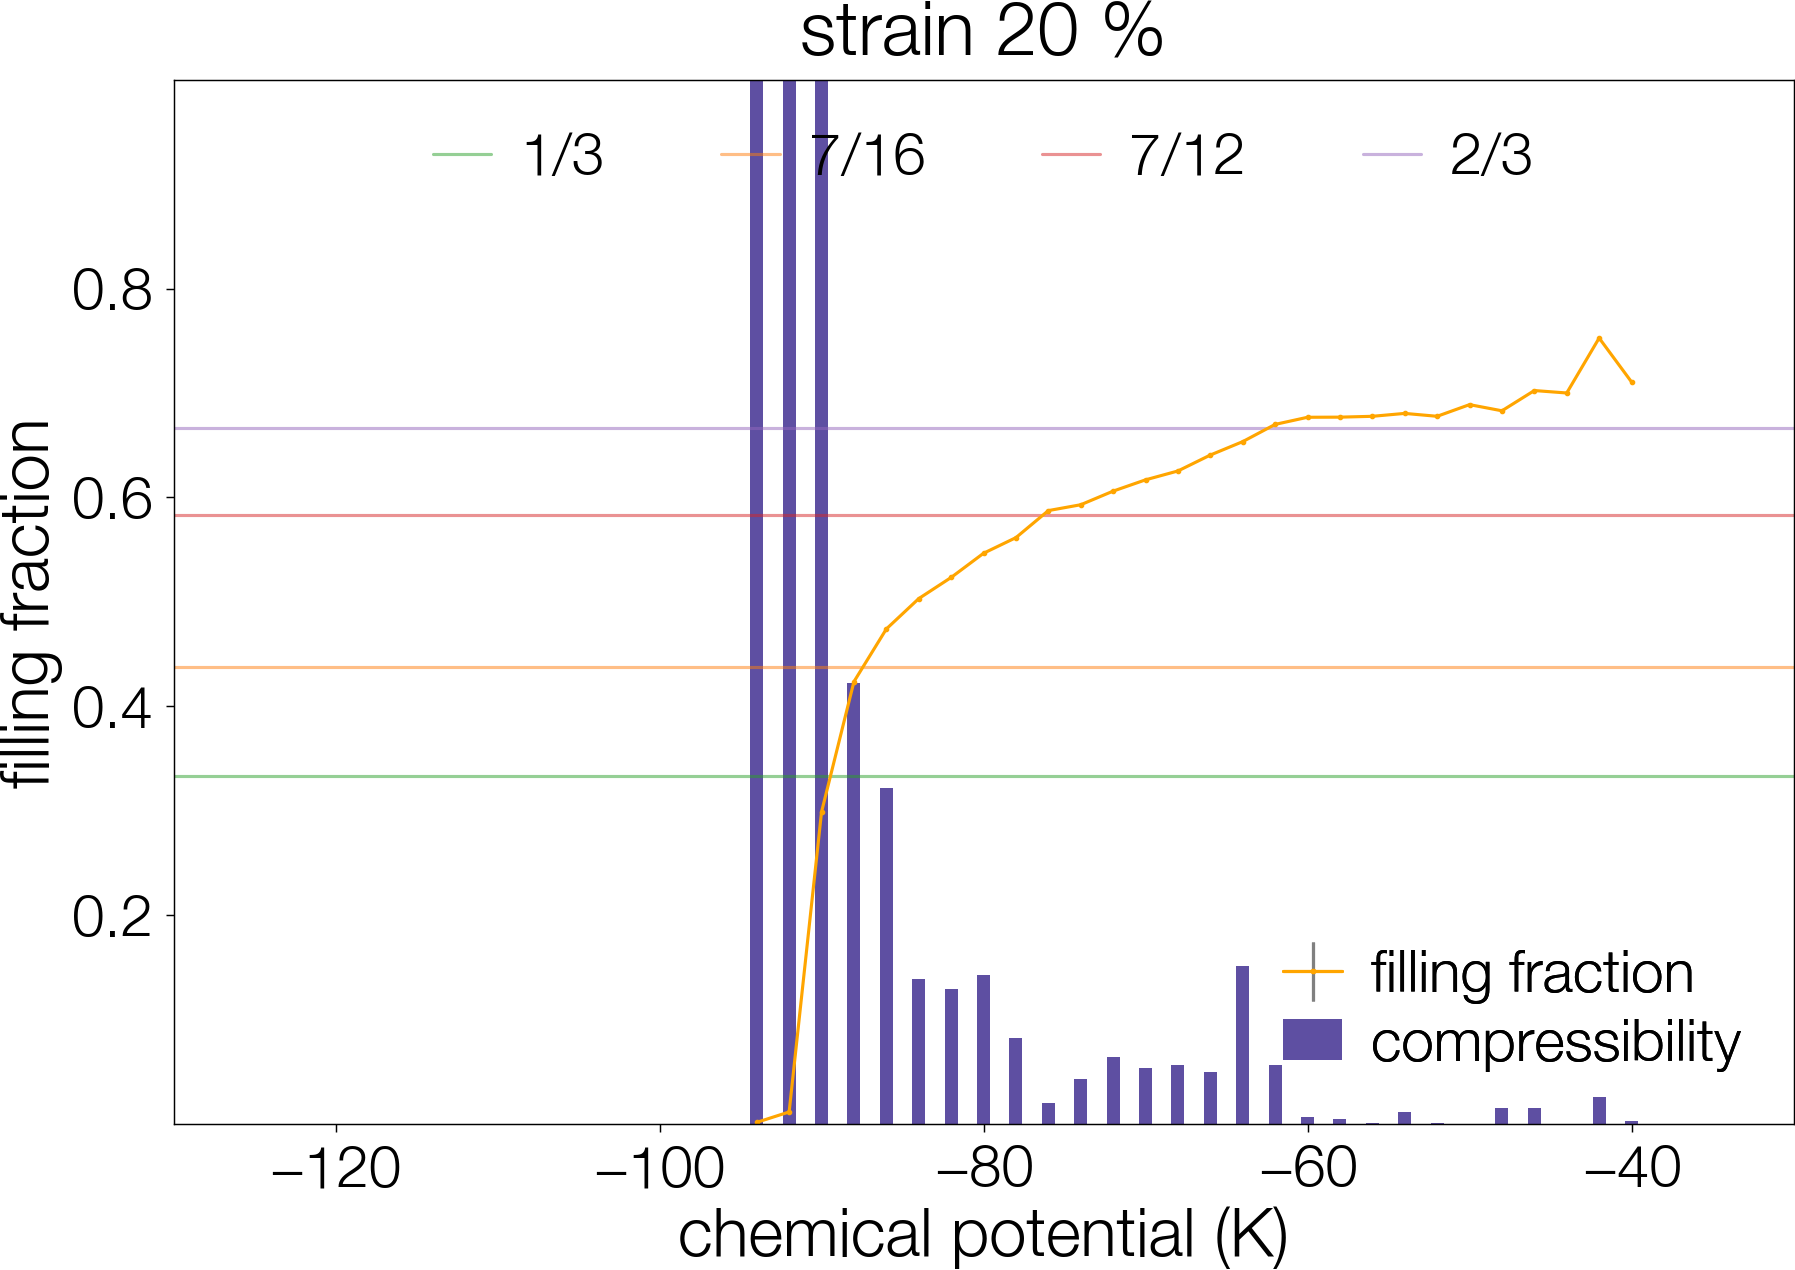 strain 20 %
1/3 7/16 7/12 2/3
0.8
0.6
0.4
0.2
filling fraction
filling fraction
compressibility
−120 −100 −80 −60 −40
chemical potential (K)